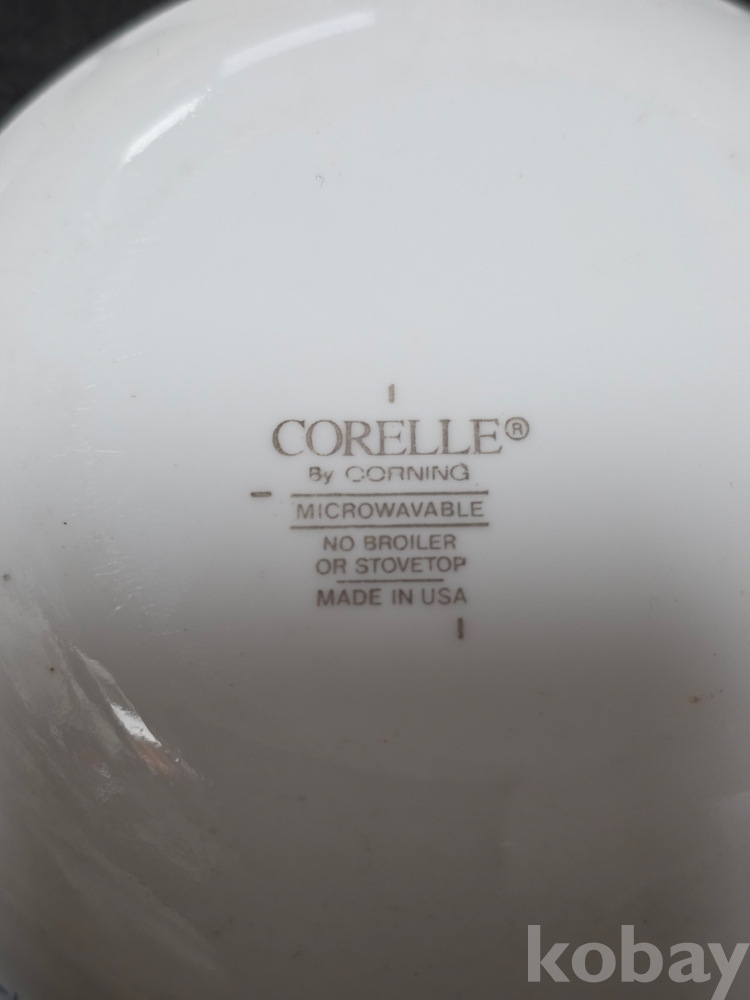 CORELLE®
By CORNING
MICROWAVABLE
NO BROILER
OR STOVETOP
MADE IN USA
kobay